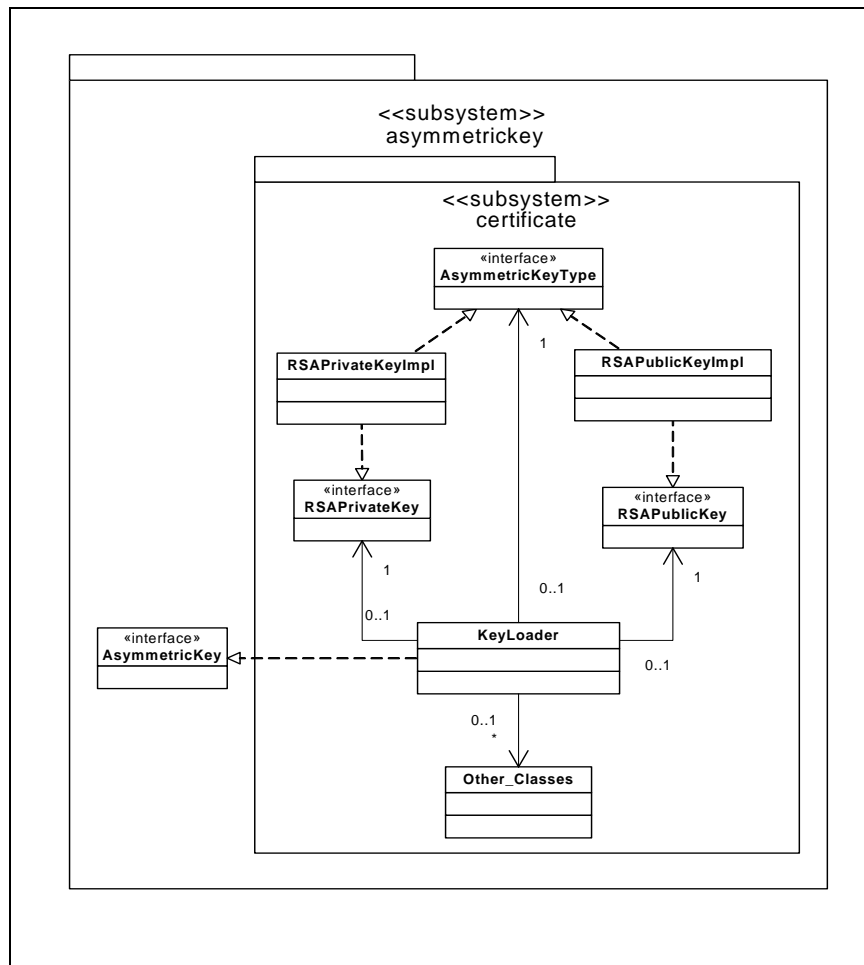 <<subsystem>>
asymmetrickey
<<subsystem>>
certificate
«interface»
AsymmetricKeyType
1
RSAPrivateKeyImpl
RSAPublicKeyImpl
«interface»
RSAPrivateKey
«interface»
RSAPublicKey
1
1
0..1
0..1
«interface»
AsymmetricKey
KeyLoader
0..1
0..1
*
Other_Classes